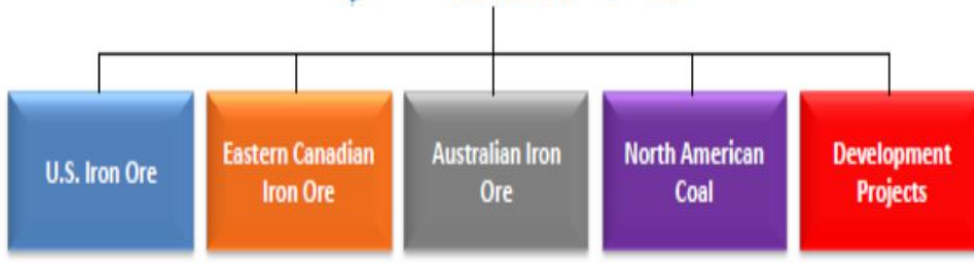 U.S. Iron Ore
Eastern Canadian
Iron Ore
Australian Iron
Ore
North American
Coal
Development
Projects